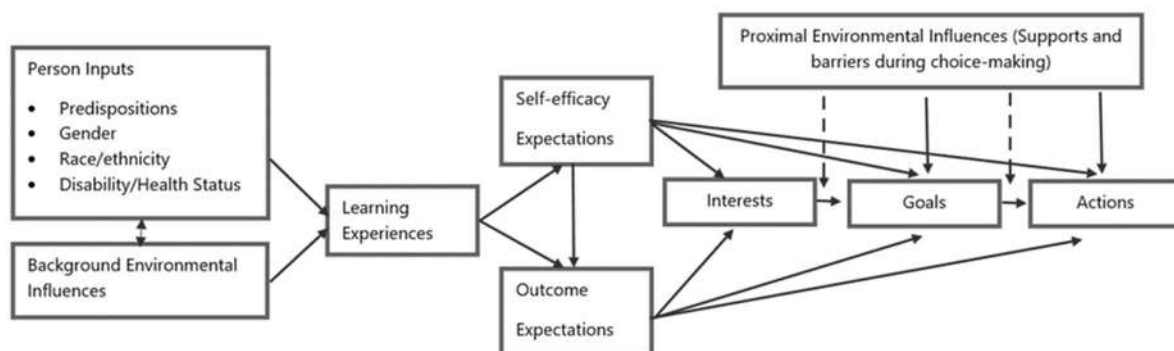 Person Inputs
• Predispositions
• Gender
• Race/ethnicity
• Disability/Health Status
Background Environmental
Influences
Learning
Experiences
Self-efficacy
Expectations
Outcome
Expectations
Proximal Environmental Influences (Supports and
barriers during choice-making)
Interests
Goals
Actions